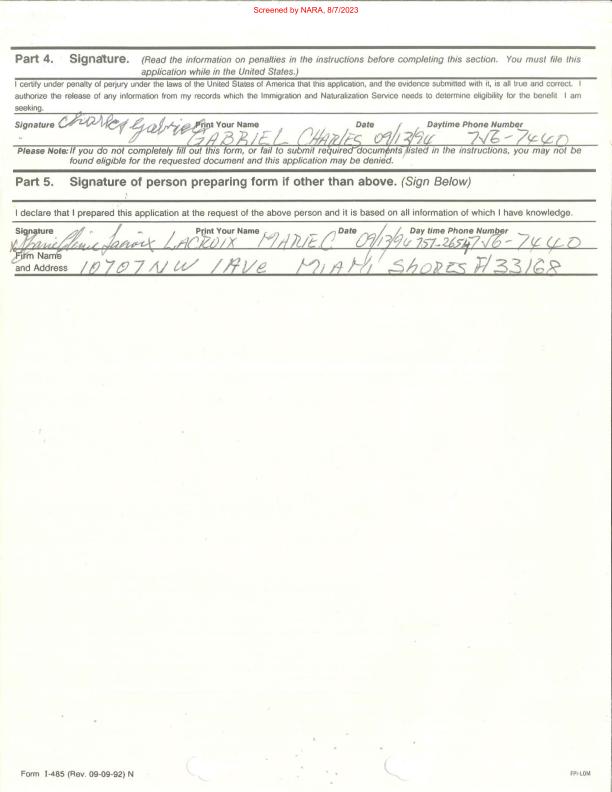 Screened by NARA, 8/7/2023
Part 4. Signature. (Read the information on penalties in the instructions before completing this section. You must file this
application while in the United States.)
I certify under penalty of perjury under the laws of the United States of America that this application, and the evidence submitted with it, is all true and correct. I
authorize the release of any information from my records which the Immigration and Naturalization Service needs to determine eligibility for the benefit I am
seeking.
Signature Charles Gabriel Print Your Name GABRIEL CHARLES Date 09/13/94 Daytime Phone Number 7V6-7440
Please Note: If you do not completely fill out this form, or fail to submit required documents listed in the instructions, you may not be
found eligible for the requested document and this application may be denied.
Part 5. Signature of person preparing form if other than above. (Sign Below)
I declare that I prepared this application at the request of the above person and it is based on all information of which I have knowledge.
Signature Lacroix Print Your Name LACROIX MARIE C Date 09/13/94 Day time Phone Number 757-2654 7V6-7440
Firm Name
and Address 10707 NW 1AVe MIAMI SHORES Fl 33168
Form I-485 (Rev. 09-09-92) N
FPI-LOM